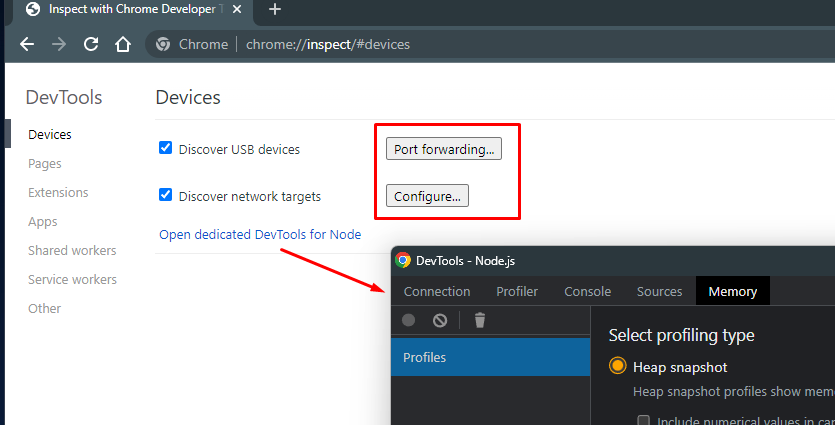 Inspect with Chrome Developer T
Chrome
chrome://inspect/#devices
DevTools
Devices
Pages
Extensions
Apps
Shared workers
Service workers
Other
Devices
Discover USB devices
Port forwarding...
Discover network targets
Configure...
Open dedicated DevTools for Node
DevTools - Node.js
Connection
Profiler
Console
Sources
Memory
Profiles
Select profiling type
Heap snapshot
Heap snapshot profiles show mem
Include numerical values in cap